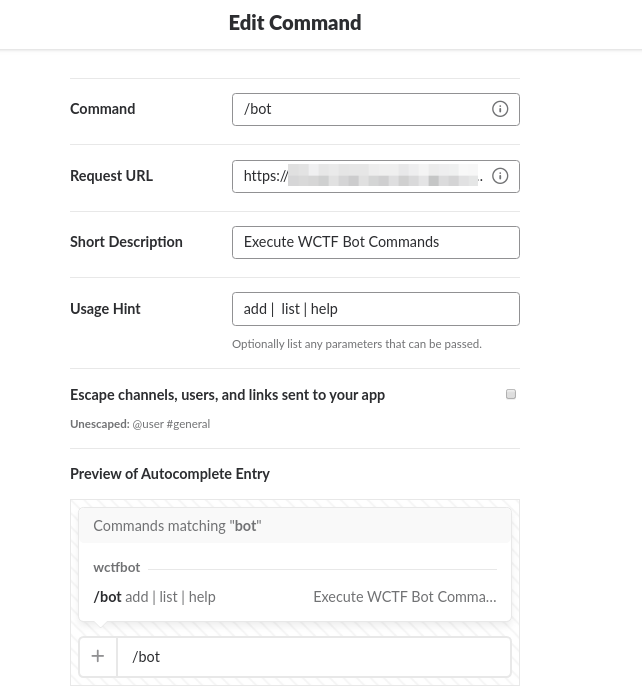 Edit Command
Command
/bot
Request URL
https://
..
Short Description
Execute WCTF Bot Commands
Usage Hint
add |  list | help
Optionally list any parameters that can be passed.
Escape channels, users, and links sent to your app
Unescaped: @user #general
Preview of Autocomplete Entry
Commands matching "bot"
wctfbot
/bot add | list | help
Execute WCTF Bot Comma...
+
/bot